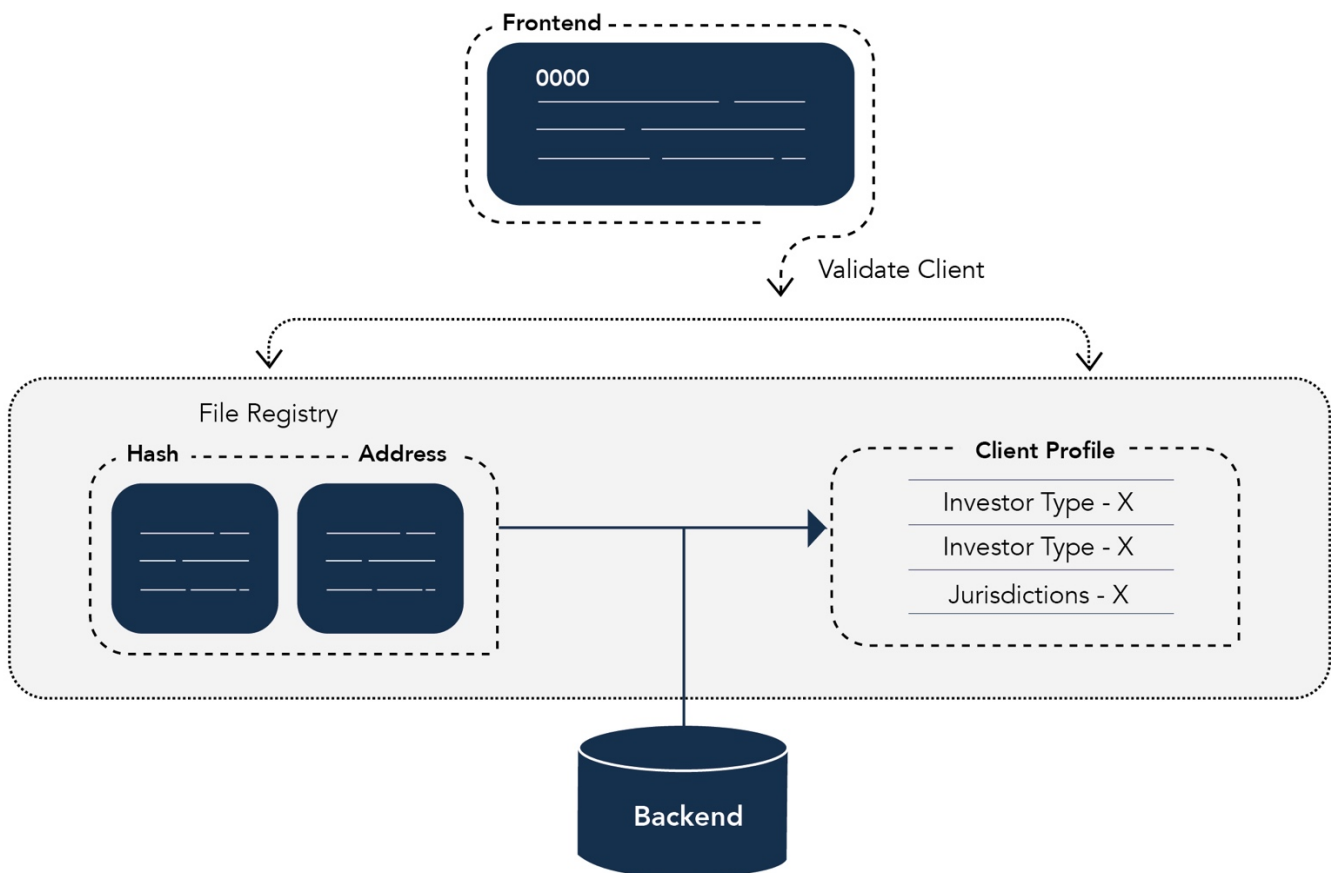 Frontend
0000
Validate Client
File Registry
Hash
Address
Client Profile
Investor Type - X
Investor Type - X
Jurisdictions - X
Backend